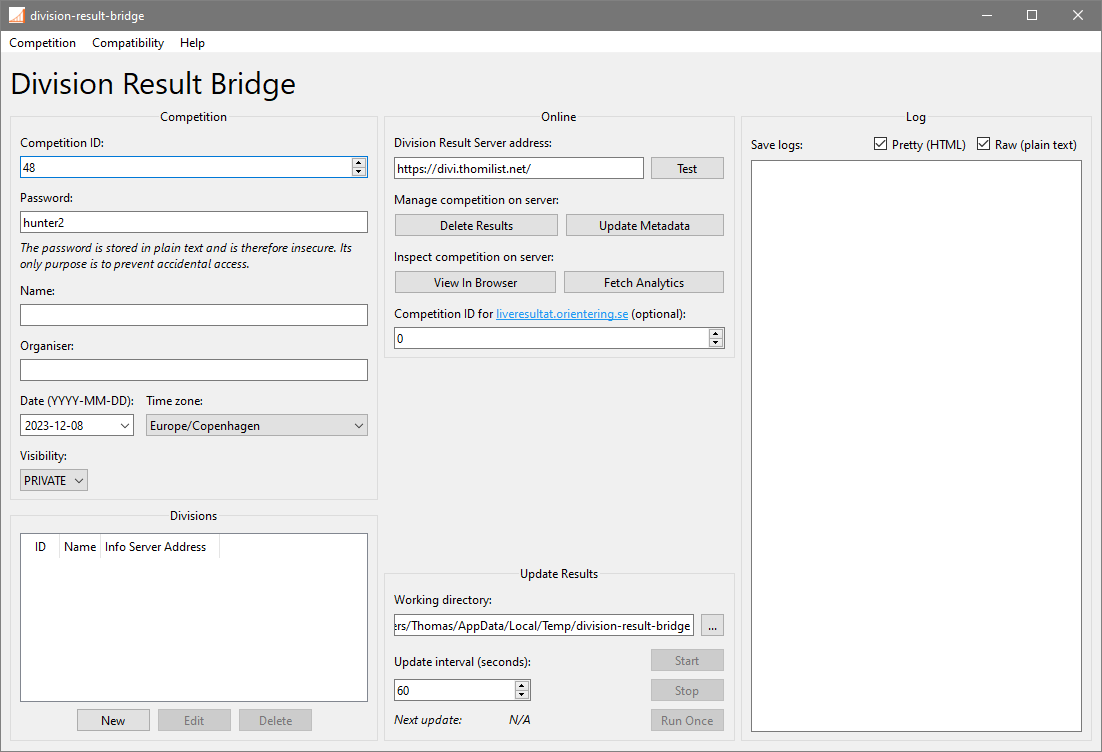 division-result-bridge
Competition Compatibility Help
Division Result Bridge
Competition
Competition ID:
48
Password:
hunter2
The password is stored in plain text and is therefore insecure. Its
only purpose is to prevent accidental access.
Name:
Organiser:
Date (YYYY-MM-DD): Time zone:
2023-12-08 Europe/Copenhagen
Visibility:
PRIVATE
Divisions
ID Name Info Server Address
New Edit Delete
Online
Division Result Server address:
https://divi.thomilist.net/ Test
Manage competition on server:
Delete Results Update Metadata
Inspect competition on server:
View In Browser Fetch Analytics
Competition ID for liveresultat.orientering.se (optional):
0
Update Results
Working directory:
ers/Thomas/AppData/Local/Temp/division-result-bridge ...
Update interval (seconds): Start
60 Stop
Next update: N/A Run Once
Log
Save logs: Pretty (HTML) Raw (plain text)